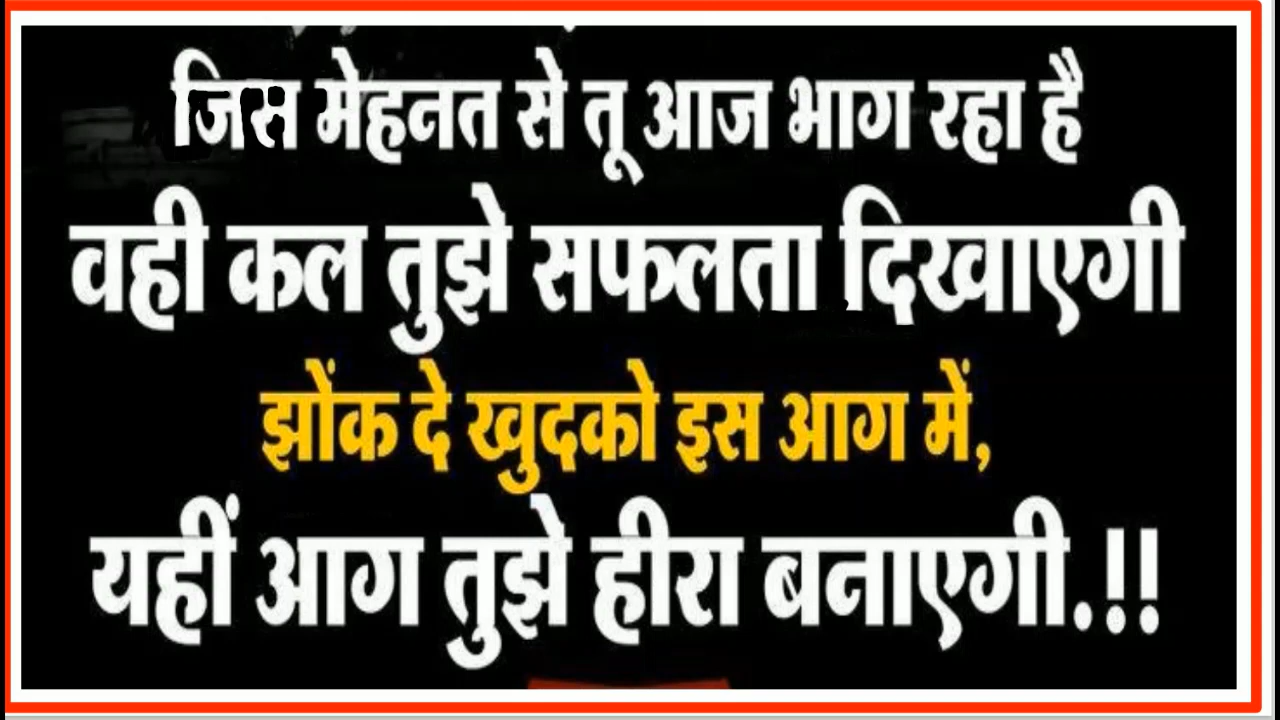 जिस मेहनत से तू आज भाग रहा है
वही कल तुझे सफलता दिखाएगी
झोंक दे खुदको इस आग में,
यहीं आग तुझे हीरा बनाएगी.!!